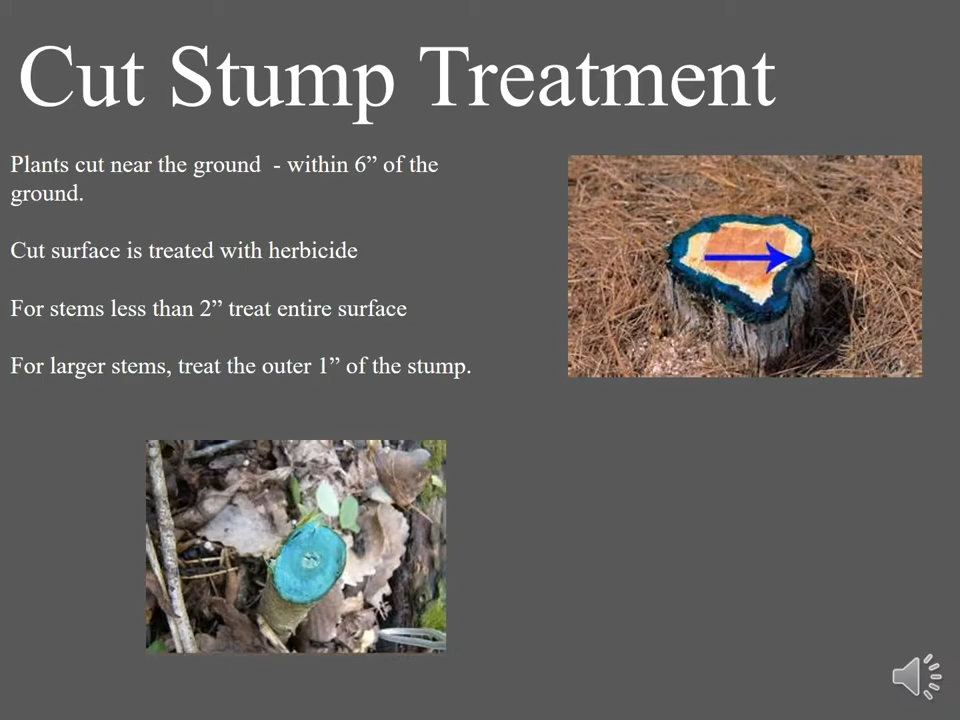 Cut Stump Treatment
Plants cut near the ground  - within 6” of the
ground.
Cut surface is treated with herbicide
For stems less than 2” treat entire surface
For larger stems, treat the outer 1” of the stump.